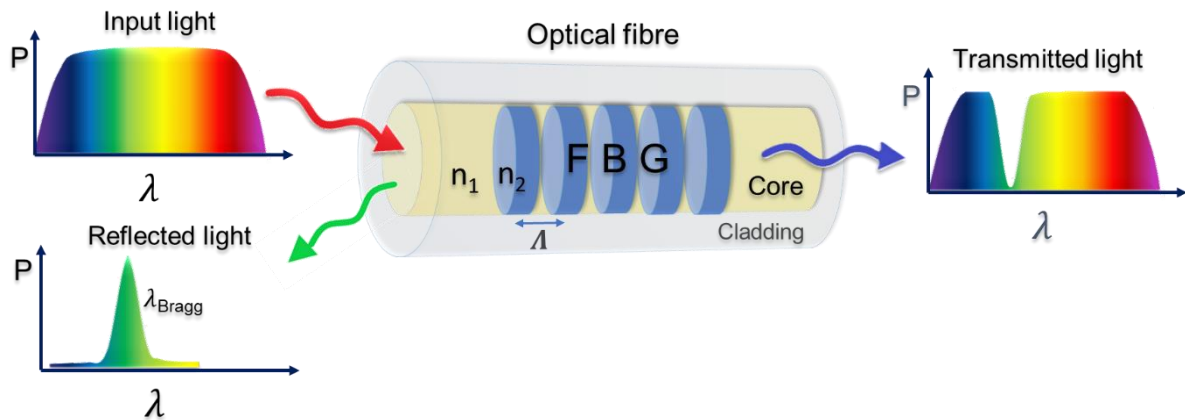 Input light
P
λ
Optical fibre
Transmitted light
P
λ
n₁ n₂ F B G
Core
Λ
Cladding
Reflected light
P
λBragg
λ